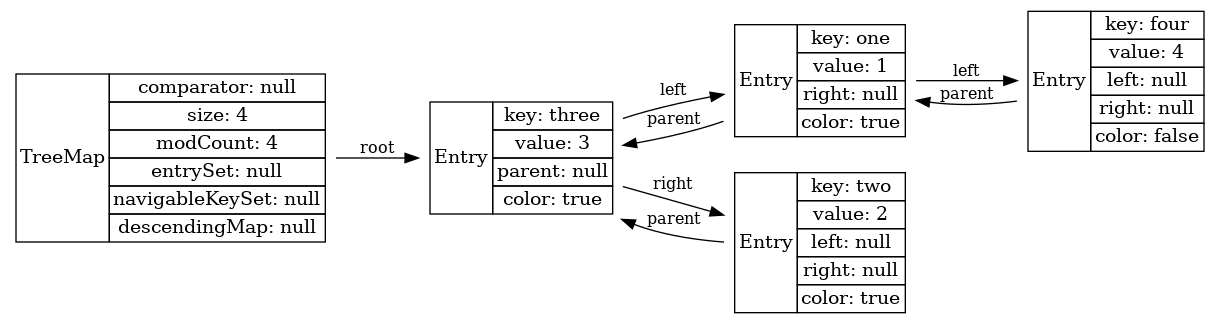 TreeMap
comparator: null
size: 4
modCount: 4
entrySet: null
navigableKeySet: null
descendingMap: null
root
Entry
key: three
value: 3
parent: null
color: true
left
parent
right
parent
Entry
key: one
value: 1
right: null
color: true
left
parent
Entry
key: four
value: 4
left: null
right: null
color: false
Entry
key: two
value: 2
left: null
right: null
color: true